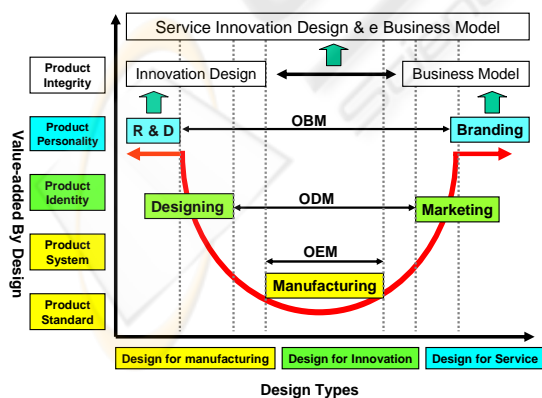 Service Innovation Design & e Business Model
Product
Integrity
Innovation Design
Business Model
Product
Personality
R & D
OBM
Branding
Product
Identity
Designing
ODM
Marketing
Product
System
OEM
Manufacturing
Product
Standard
Value-added By Design
Design for manufacturing
Design for Innovation
Design for Service
Design Types